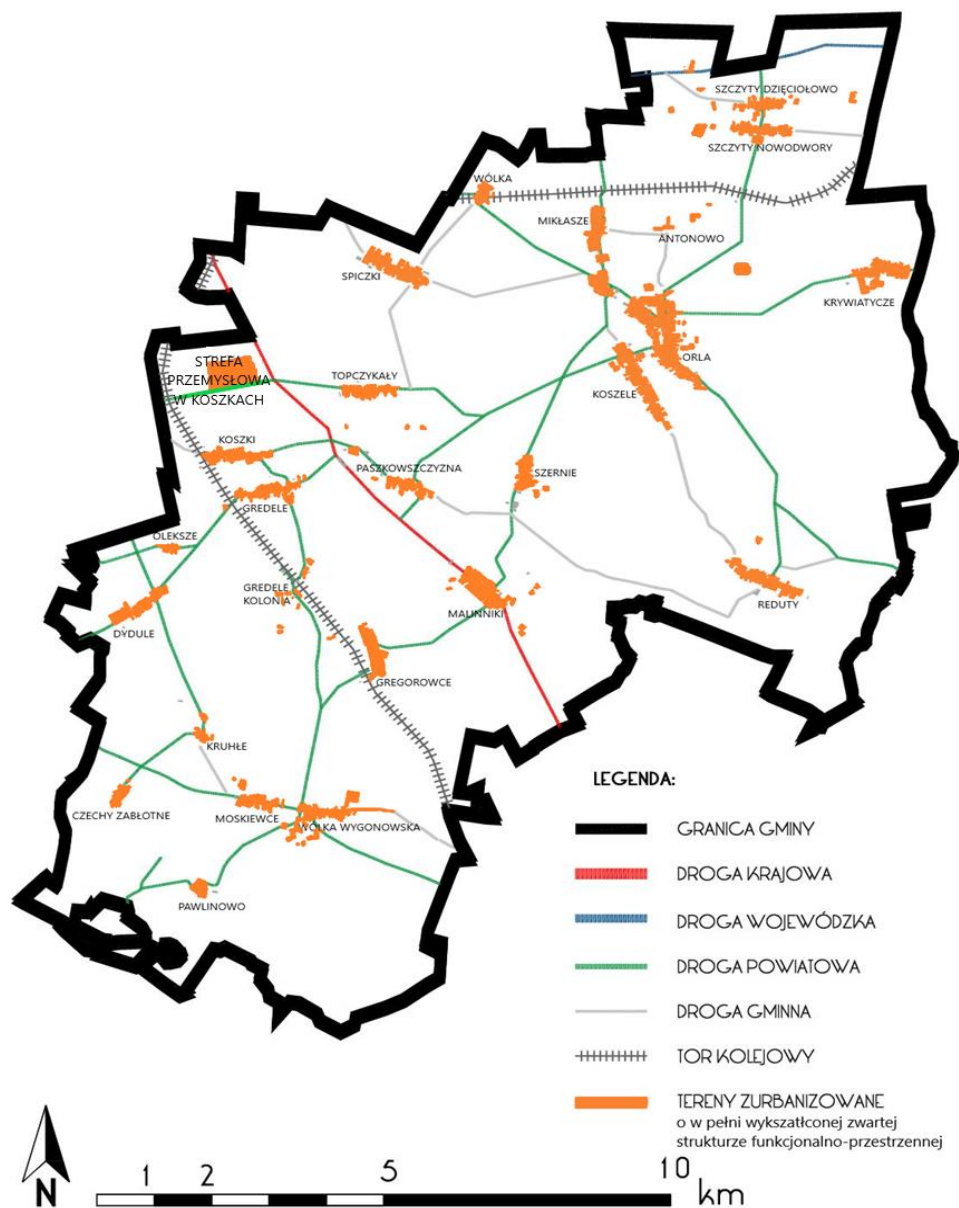 SZCZYTY DZIĘCIOŁOWO
SZCZYTY NOWODWORY
WÓLKA
MIKŁASZE
ANTONOWO
SPICZKI
KRYWIATYCZE
STREFA
PRZEMYSŁOWA
W KOSZKACH
TOPCZYKAŁY
ORLA
KOSZELE
KOSZKI
PASZKOWSZCZYZNA
SZERNIE
GREDELE
OLEKSZE
GREDELE
KOLONIA
MALINNIKI
REDUTY
DYDULE
GREGOROWCE
KRUHŁE
CZECHY ZABŁOTNE
MOSKIEWCE
WÓLKA WYGONOWSKA
PAWLINOWO
LEGENDA:
GRANICA GMINY
DROGA KRAJOWA
DROGA WOJEWÓDZKA
DROGA POWIATOWA
DROGA GMINNA
TOR KOLEJOWY
TERENY ZURBANIZOWANE
o w pełni wykszatłconej zwartej
strukturze funkcjonalno-przestrzennej
N
1 2 5 10 km